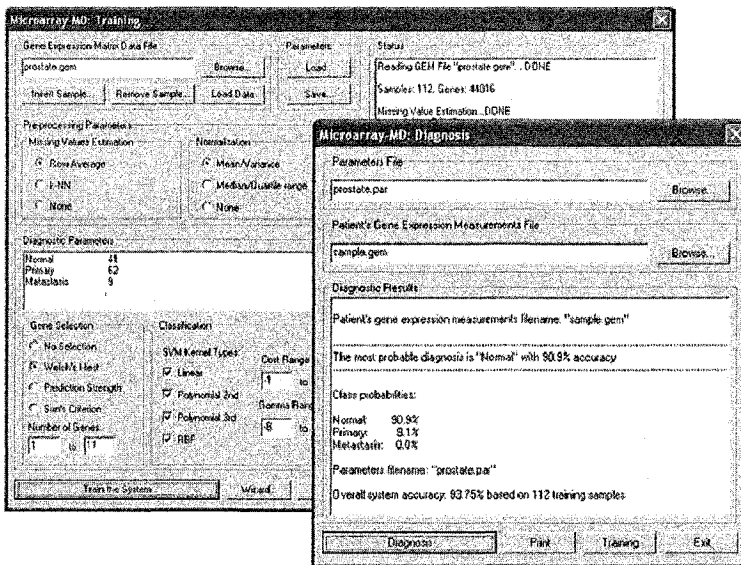 Microarray-MD: Training
Gene Expression Matrix Data File
prostate.gem
Browse...
Insert Sample...
Remove Sample...
Load Data
Parameters
Load
Save...
Status
Reading GEM File "prostate.gem"...DONE
Samples: 112, Genes: 44016
Missing Value Estimation...DONE
Preprocessing Parameters
Missing Values Estimation
Row Average
k-NN
None
Normalization
Mean/Variance
Median/Quartile range
None
Diagnostic Parameters
Normal 41
Primary 62
Metastasis 9
Gene Selection
No Selection
Welch's t-test
Prediction Strength
Sun's Criterion
Number of Genes
1 to 11
Classification
SVM Kernel Types:
Linear
Polynomial 2nd
Polynomial 3rd
RBF
Cost Range
-1 to
Gamma Rang
-8 to
Train the System
Wizard
Microarray-MD: Diagnosis
Parameters File
prostate.par
Browse...
Patient's Gene Expression Measurements File
sample.gem
Browse...
Diagnostic Results
Patient's gene expression measurements filename: "sample.gem"
The most probable diagnosis is "Normal" with 90.9% accuracy
Class probabilities:
Normal: 90.9%
Primary: 9.1%
Metastasis: 0.0%
Parameters filename: "prostate.par"
Overall system accuracy: 93.75% based on 112 training samples
Diagnosis
Print
Training
Exit